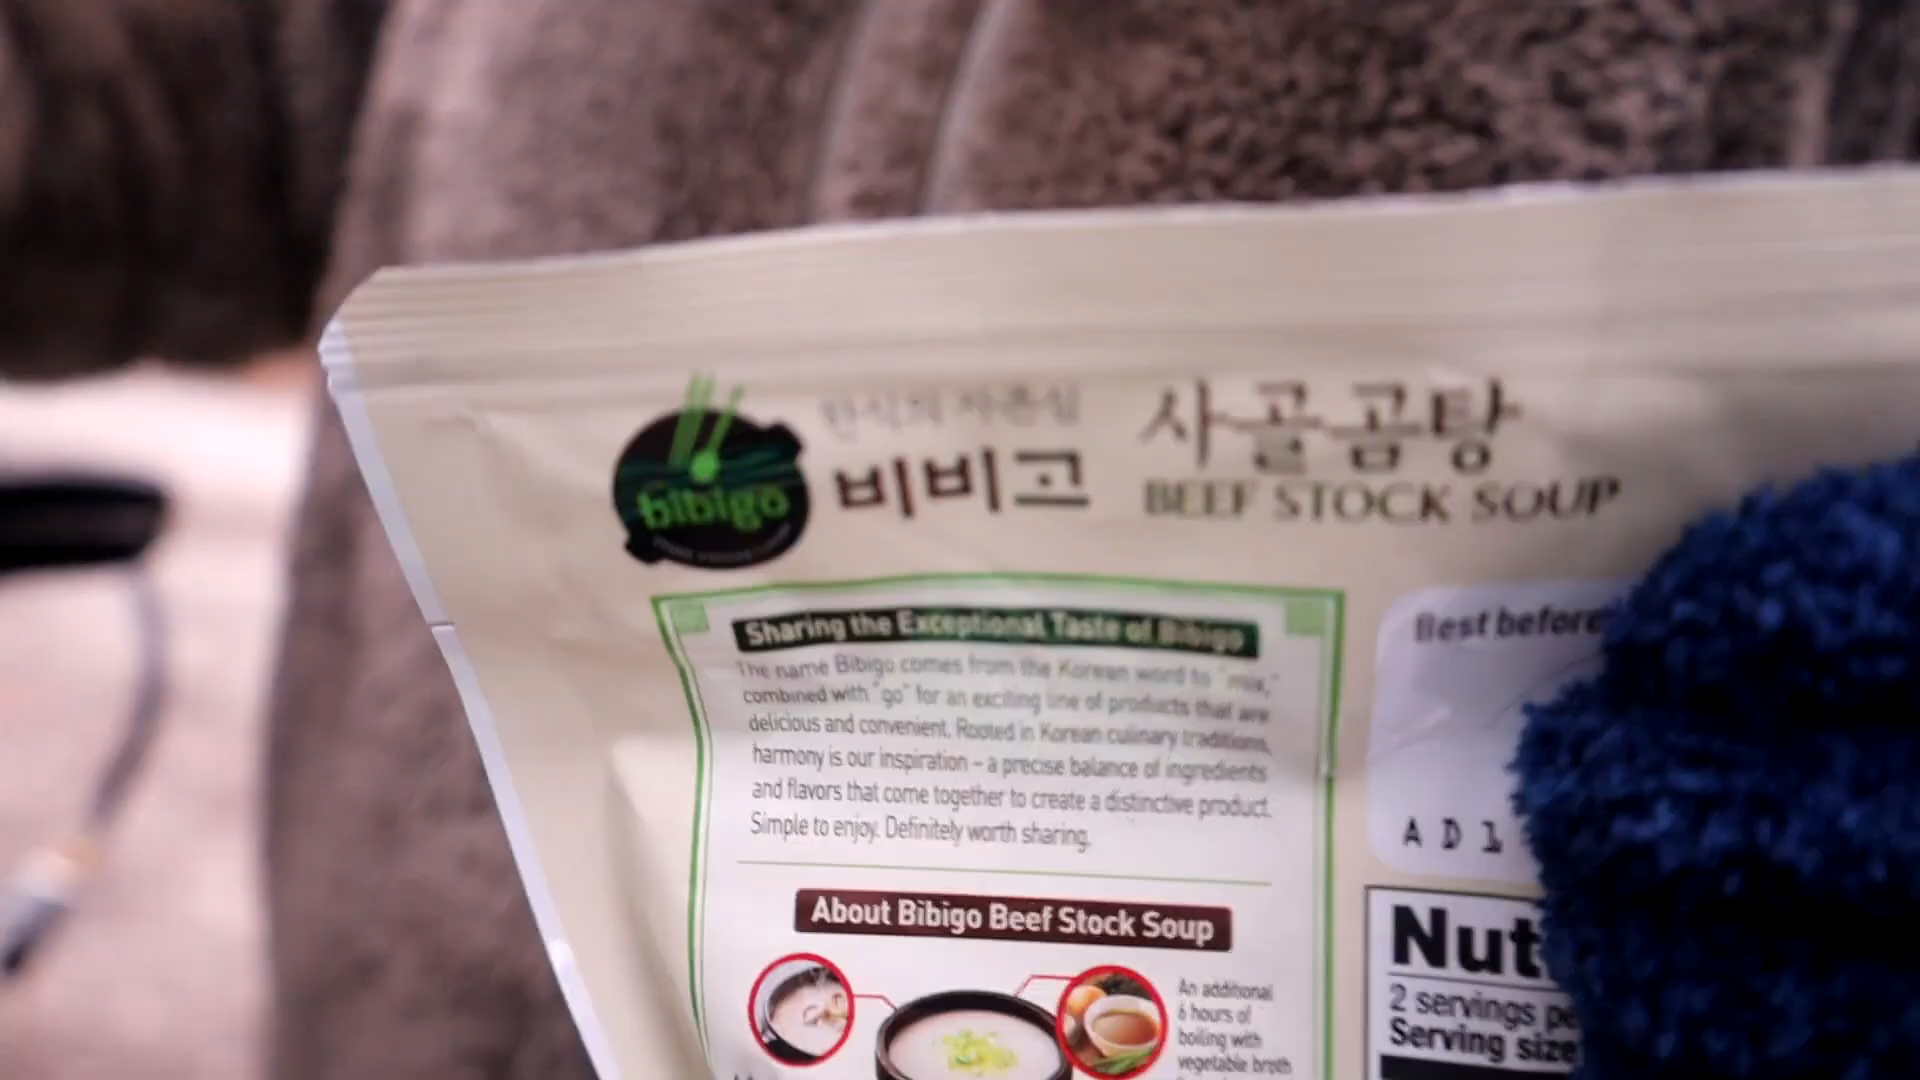 한식의 자존심
비비고
bibigo
사골곰탕
BEEF STOCK SOUP
Sharing the Exceptional Taste of Bibigo
The name Bibigo comes from the Korean word to "mix,"
combined with "go" for an exciting line of products that are
delicious and convenient. Rooted in Korean culinary traditions,
harmony is our inspiration – a precise balance of ingredients
and flavors that come together to create a distinctive product.
Simple to enjoy. Definitely worth sharing.
Best before
A D 1
About Bibigo Beef Stock Soup
An additional
6 hours of
boiling with
vegetable broth
Nut
2 servings pe
Serving size